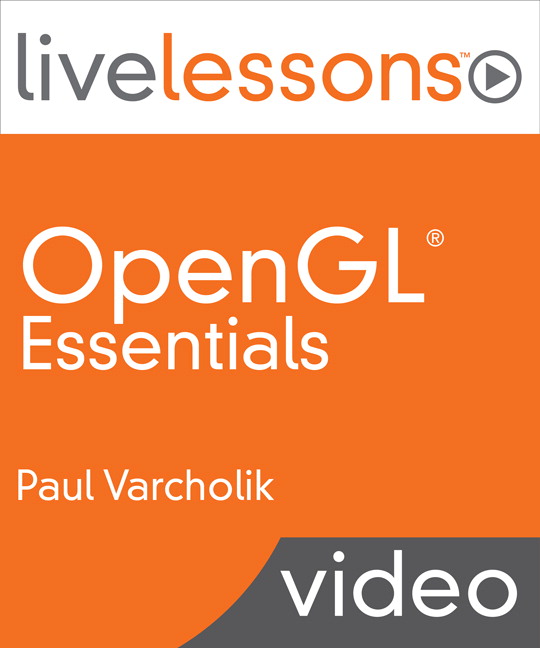 livelessons™
OpenGL®
Essentials
Paul Varcholik
video